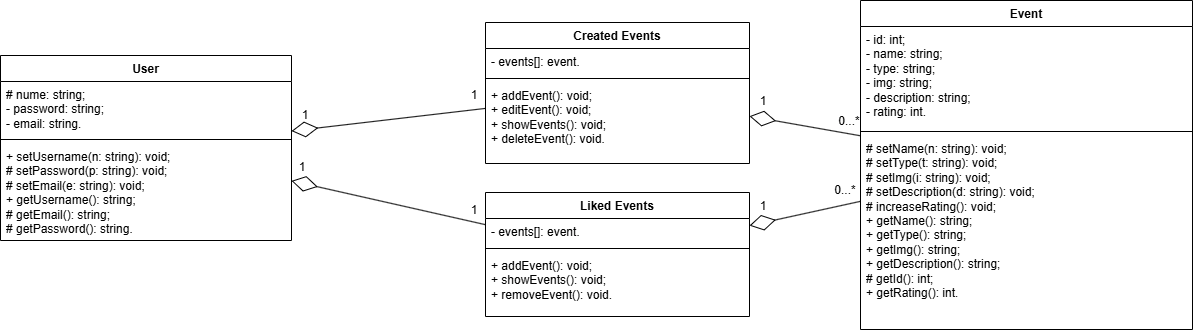 User
# nume: string;
- password: string;
- email: string.
+ setUsername(n: string): void;
# setPassword(p: string): void;
# setEmail(e: string): void;
+ getUsername(): string;
# getEmail(): string;
# getPassword(): string.
1
1
1
1
Created Events
- events[]: event.
+ addEvent(): void;
+ editEvent(): void;
+ showEvents(): void;
+ deleteEvent(): void.
Liked Events
- events[]: event.
+ addEvent(): void;
+ showEvents(): void;
+ removeEvent(): void.
1
0...*
1
0...*
Event
- id: int;
- name: string;
- type: string;
- img: string;
- description: string;
- rating: int.
# setName(n: string): void;
# setType(t: string): void;
# setImg(i: string): void;
# setDescription(d: string): void;
# increaseRating(): void;
+ getName(): string;
+ getType(): string;
+ getImg(): string;
+ getDescription(): string;
# getId(): int;
+ getRating(): int.